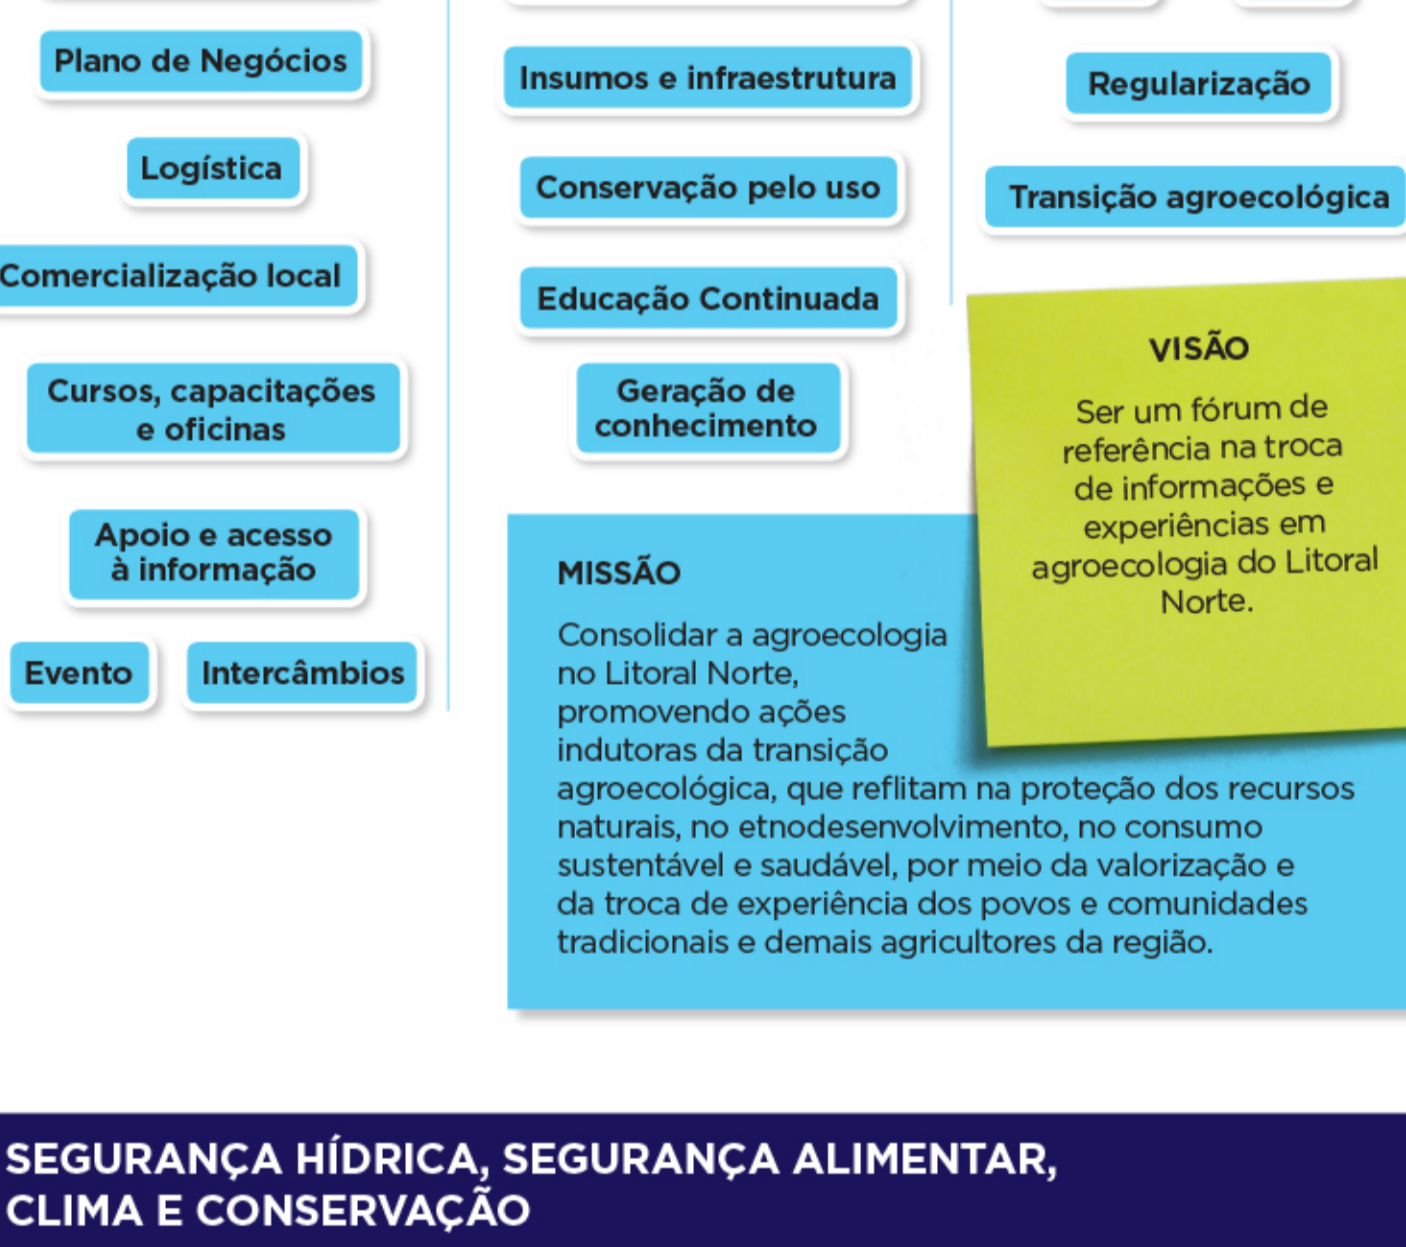 Plano de Negócios
Logística
Comercialização local
Cursos, capacitações
e oficinas
Apoio e acesso
à informação
Evento
Intercâmbios
Insumos e infraestrutura
Conservação pelo uso
Educação Continuada
Geração de
conhecimento
Regularização
Transição agroecológica
VISÃO
Ser um fórum de
referência na troca
de informações e
experiências em
agroecologia do Litoral
Norte.
MISSÃO
Consolidar a agroecologia
no Litoral Norte,
promovendo ações
indutoras da transição
agroecológica, que reflitam na proteção dos recursos
naturais, no etnodesenvolvimento, no consumo
sustentável e saudável, por meio da valorização e
da troca de experiência dos povos e comunidades
tradicionais e demais agricultores da região.
SEGURANÇA HÍDRICA, SEGURANÇA ALIMENTAR,
CLIMA E CONSERVAÇÃO